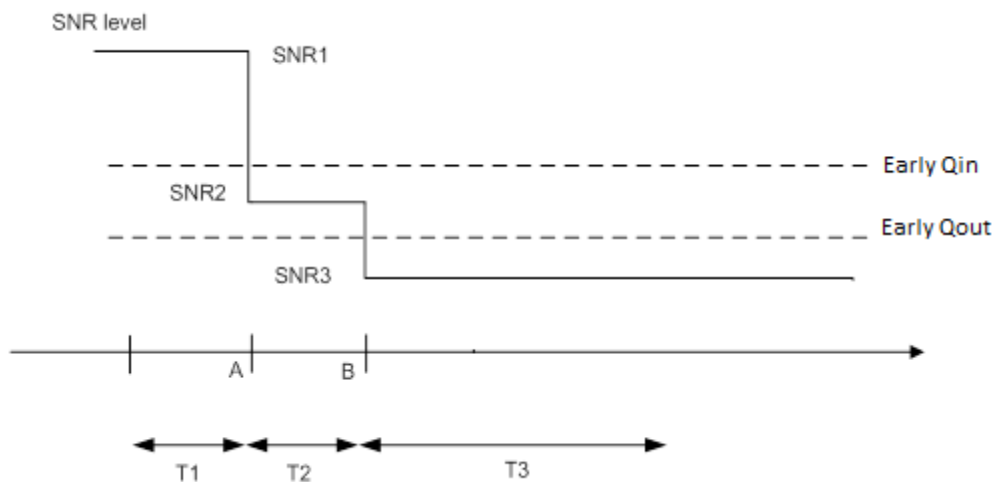 SNR level
SNR1
Early Qin
SNR2
Early Qout
SNR3
A
B
T1
T2
T3